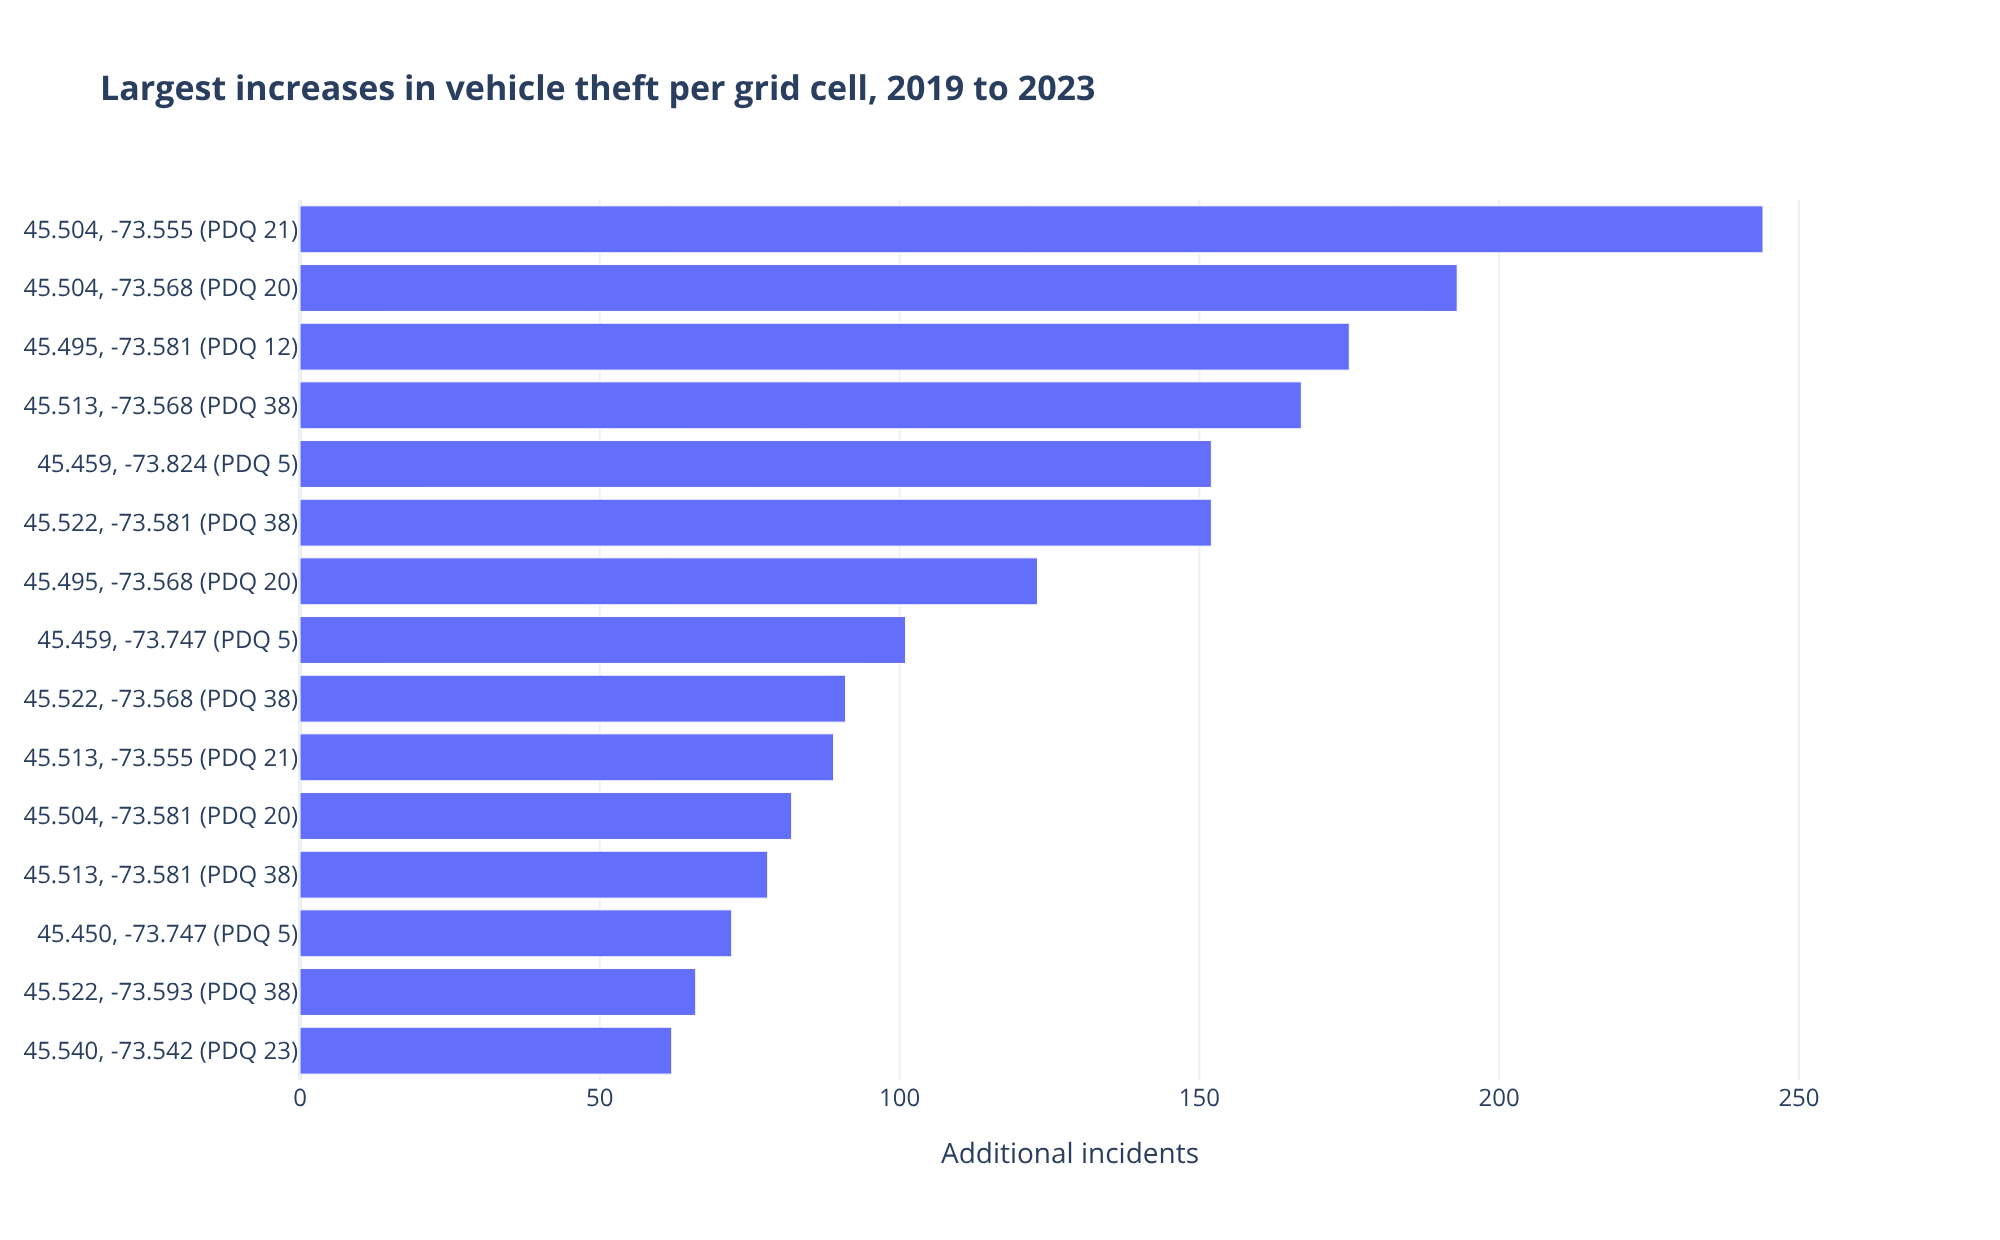 Largest increases in vehicle theft per grid cell, 2019 to 2023
45.504, -73.555 (PDQ 21)
45.504, -73.568 (PDQ 20)
45.495, -73.581 (PDQ 12)
45.513, -73.568 (PDQ 38)
45.459, -73.824 (PDQ 5)
45.522, -73.581 (PDQ 38)
45.495, -73.568 (PDQ 20)
45.459, -73.747 (PDQ 5)
45.522, -73.568 (PDQ 38)
45.513, -73.555 (PDQ 21)
45.504, -73.581 (PDQ 20)
45.513, -73.581 (PDQ 38)
45.450, -73.747 (PDQ 5)
45.522, -73.593 (PDQ 38)
45.540, -73.542 (PDQ 23)
0 50 100 150 200 250
Additional incidents